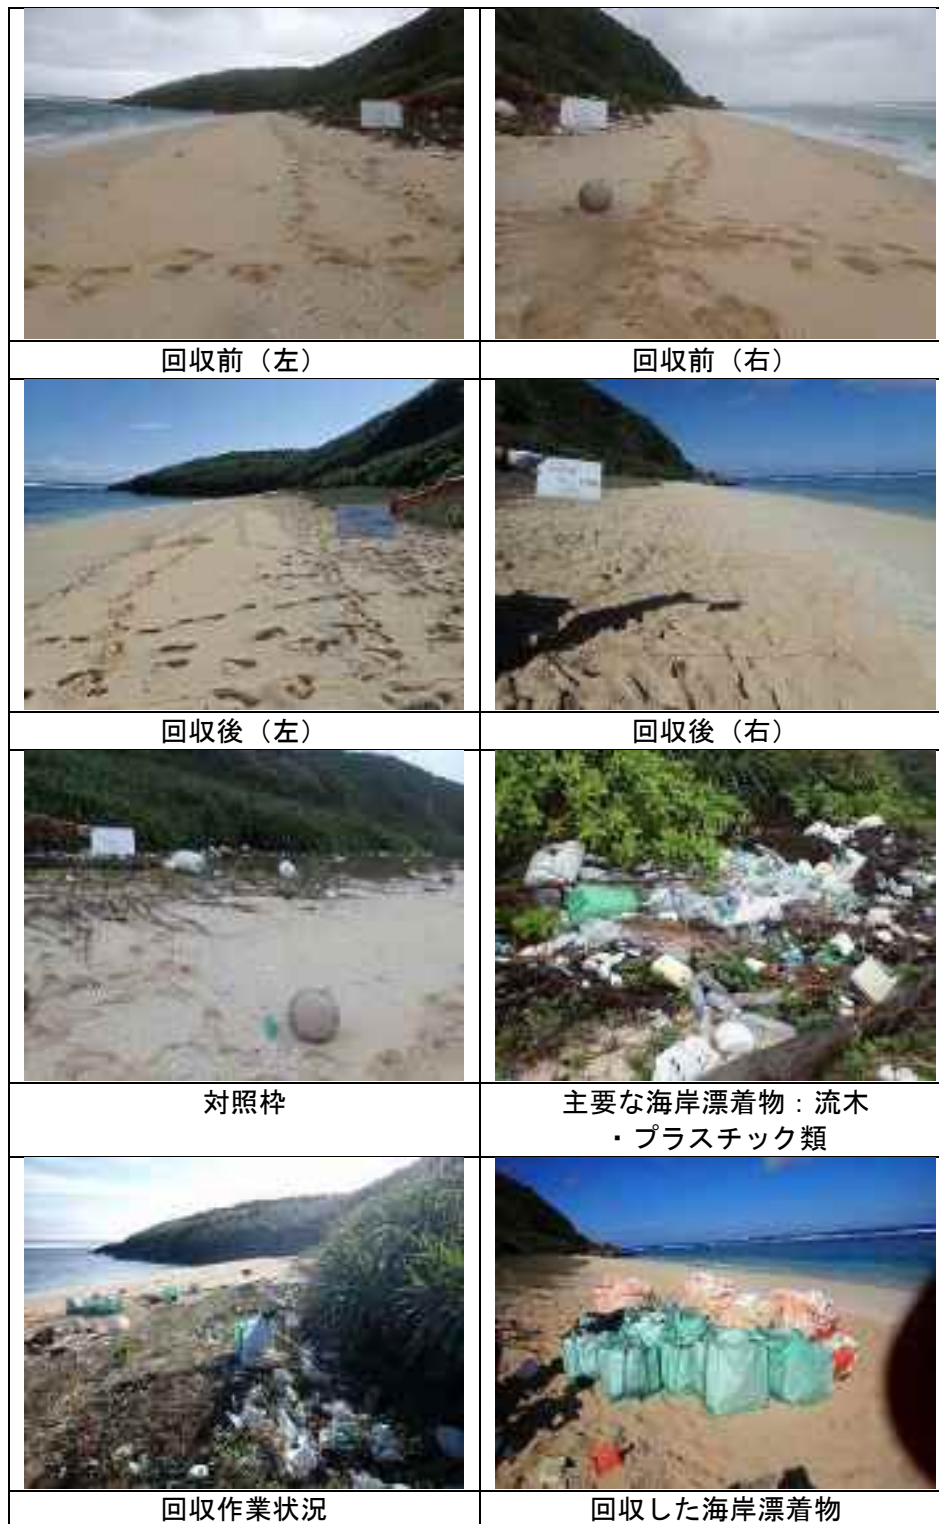 回収前（左）
回収前（右）
回収後（左）
回収後（右）
対照枠
主要な海岸漂着物：流木
・プラスチック類
回収作業状況
回収した海岸漂着物